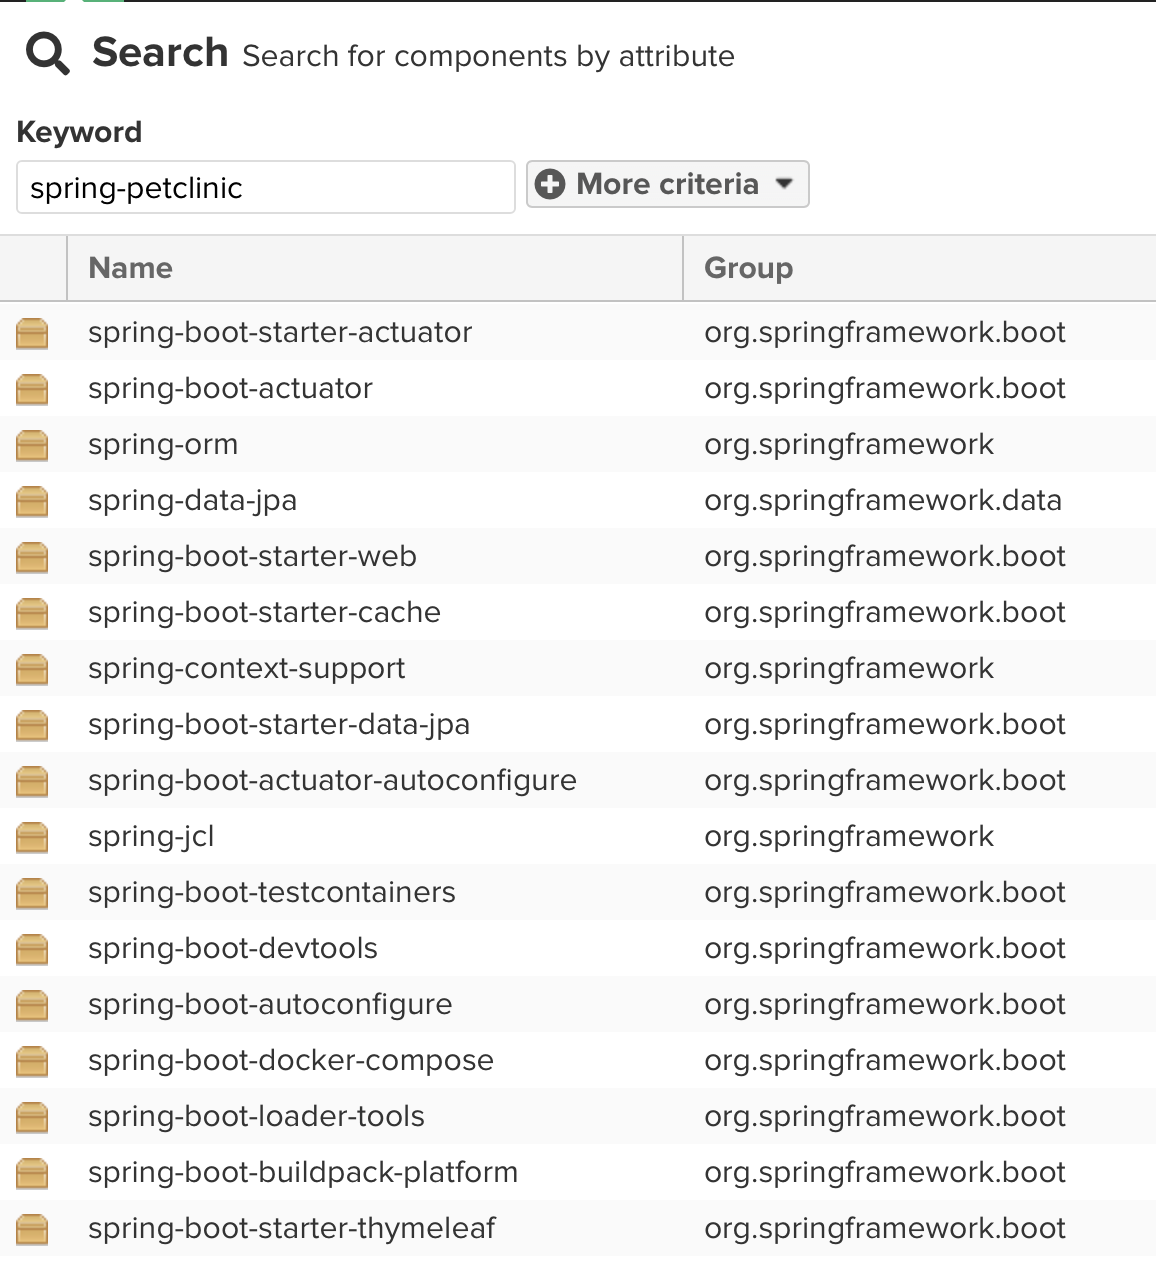 Search Search for components by attribute
Keyword
spring-petclinic More criteria
Name Group
spring-boot-starter-actuator org.springframework.boot
spring-boot-actuator org.springframework.boot
spring-orm org.springframework
spring-data-jpa org.springframework.data
spring-boot-starter-web org.springframework.boot
spring-boot-starter-cache org.springframework.boot
spring-context-support org.springframework
spring-boot-starter-data-jpa org.springframework.boot
spring-boot-actuator-autoconfigure org.springframework.boot
spring-jcl org.springframework
spring-boot-testcontainers org.springframework.boot
spring-boot-devtools org.springframework.boot
spring-boot-autoconfigure org.springframework.boot
spring-boot-docker-compose org.springframework.boot
spring-boot-loader-tools org.springframework.boot
spring-boot-buildpack-platform org.springframework.boot
spring-boot-starter-thymeleaf org.springframework.boot